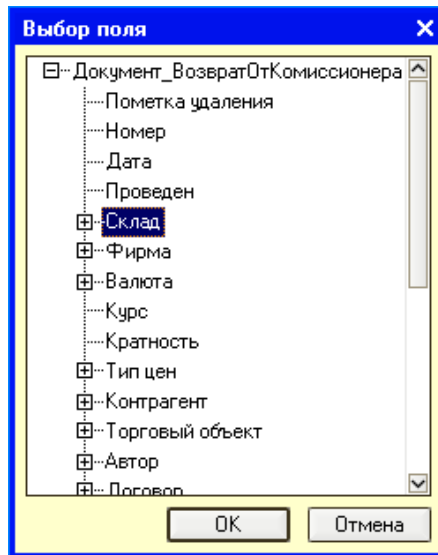 Выбор поля
Документ_ВозвратОтКомиссионера
Пометка удаления
Номер
Дата
Проведен
Склад
Фирма
Валюта
Курс
Кратность
Тип цен
Контрагент
Торговый объект
Автор
Договор
OK
Отмена